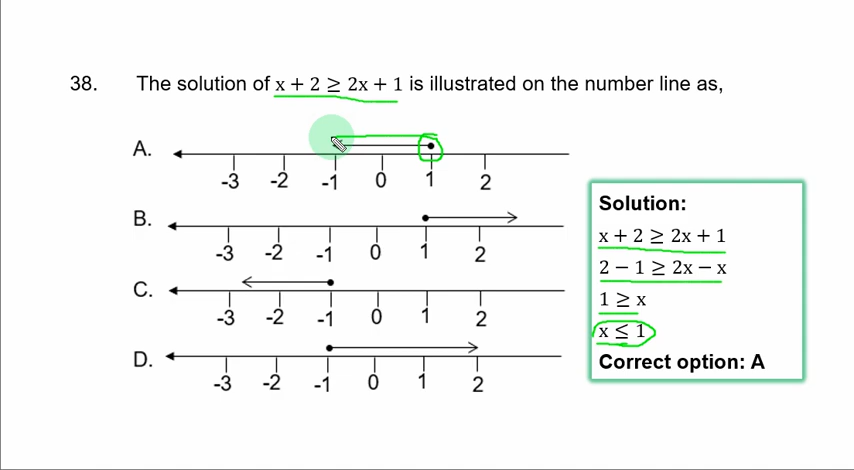 38. The solution of x + 2 ≥ 2x + 1 is illustrated on the number line as,
A.
-3 -2 -1 0 1 2
B.
-3 -2 -1 0 1 2
C.
-3 -2 -1 0 1 2
D.
-3 -2 -1 0 1 2
Solution:
x + 2 ≥ 2x + 1
2 − 1 ≥ 2x − x
1 ≥ x
x ≤ 1
Correct option: A